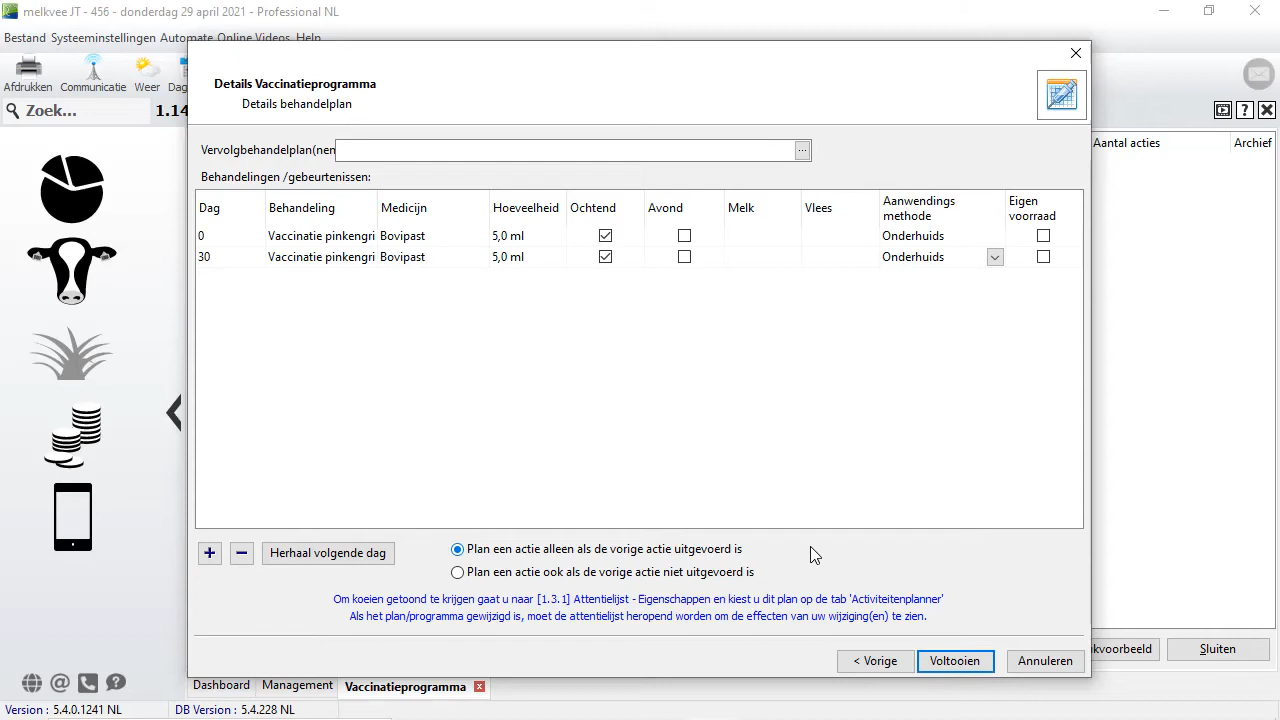 melkvee JT - 456 - donderdag 29 april 2021 - Professional NL
Bestand Systeeminstellingen Automate Online Videos Help
Afdrukken Communicatie Weer
Zoek... 1.14
Details Vaccinatieprogramma
Details behandelplan
Vervolgbehandelplan(nen
...
Behandelingen /gebeurtenissen:
Dag Behandeling Medicijn Hoeveelheid Ochtend Avond Melk Vlees Aanwendings methode Eigen voorraad
0 Vaccinatie pinkengri Bovipast 5,0 ml Onderhuids
30 Vaccinatie pinkengri Bovipast 5,0 ml Onderhuids
Aantal acties Archief
+ - Herhaal volgende dag
Plan een actie alleen als de vorige actie uitgevoerd is
Plan een actie ook als de vorige actie niet uitgevoerd is
Om koeien getoond te krijgen gaat u naar [1.3.1] Attentielijst - Eigenschappen en kiest u dit plan op de tab 'Activiteitenplanner'
Als het plan/programma gewijzigd is, moet de attentielijst heropend worden om de effecten van uw wijziging(en) te zien.
< Vorige Voltooien Annuleren
kvoorbeeld Sluiten
Dashboard Management Vaccinatieprogramma x
Version : 5.4.0.1241 NL DB Version : 5.4.228 NL